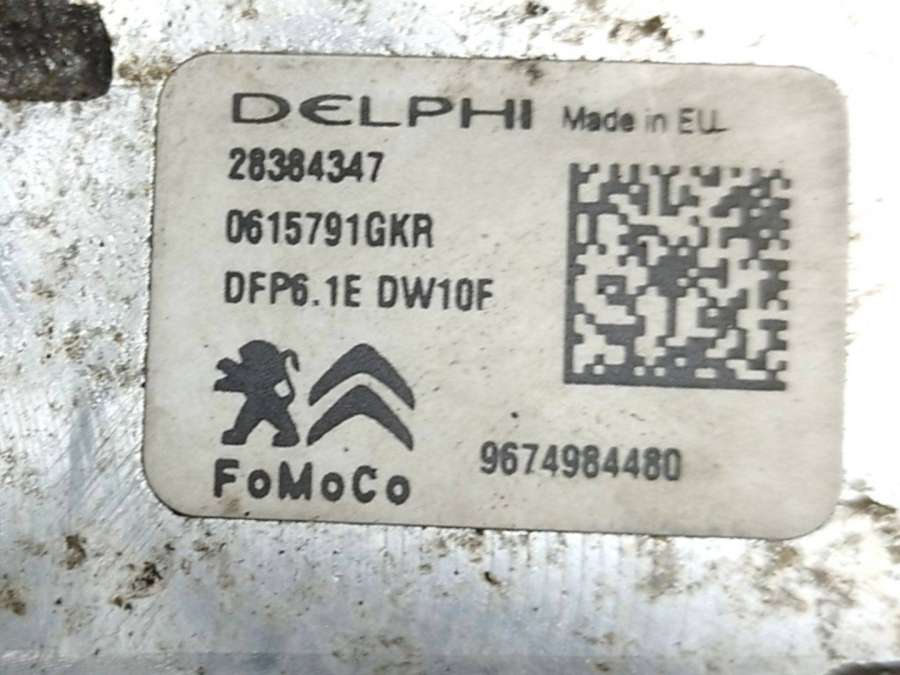 DELPHI Made in EU
28384347
0615791GKR
DFP6.1E DW10F
FoMoCo
9674984480